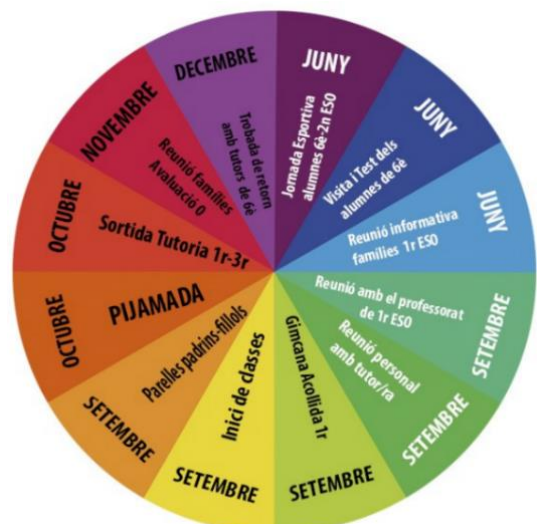 JUNY
Jornada Esportiva
alumnes 6è-2n ESO
JUNY
Visita i Test dels
alumnes de 6è
JUNY
Reunió informativa
famílies 1r ESO
SETEMBRE
Reunió amb el professorat
de 1r ESO
SETEMBRE
Reunió personal
amb tutor/ra
SETEMBRE
Gimcana Acollida 1r
SETEMBRE
Inici de classes
SETEMBRE
Parelles padrins-fillols
OCTUBRE
PIJAMADA
OCTUBRE
Sortida Tutoria 1r-3r
NOVEMBRE
Reunió famílies
Avaluació 0
DECEMBRE
Trobada de retorn
amb tutors de 6è